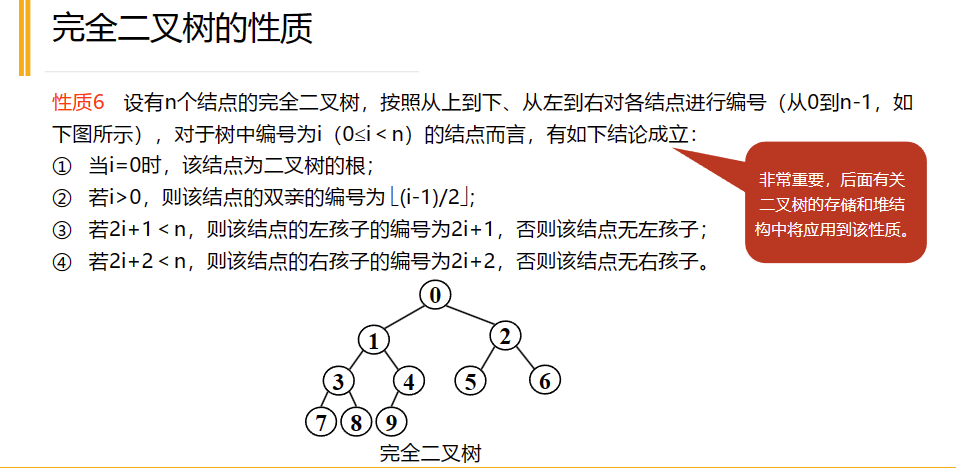 完全二叉树的性质
性质6 设有n个结点的完全二叉树，按照从上到下、从左到右对各结点进行编号（从0到n-1，如
下图所示），对于树中编号为i（0≤i＜n）的结点而言，有如下结论成立：
① 当i=0时，该结点为二叉树的根；
② 若i>0，则该结点的双亲的编号为⌊(i-1)/2⌋；
③ 若2i+1＜n，则该结点的左孩子的编号为2i+1，否则该结点无左孩子；
④ 若2i+2＜n，则该结点的右孩子的编号为2i+2，否则该结点无右孩子。
非常重要，后面有关
二叉树的存储和堆结
构中将应用到该性质。
0
1 2
3 4 5 6
7 8 9
完全二叉树